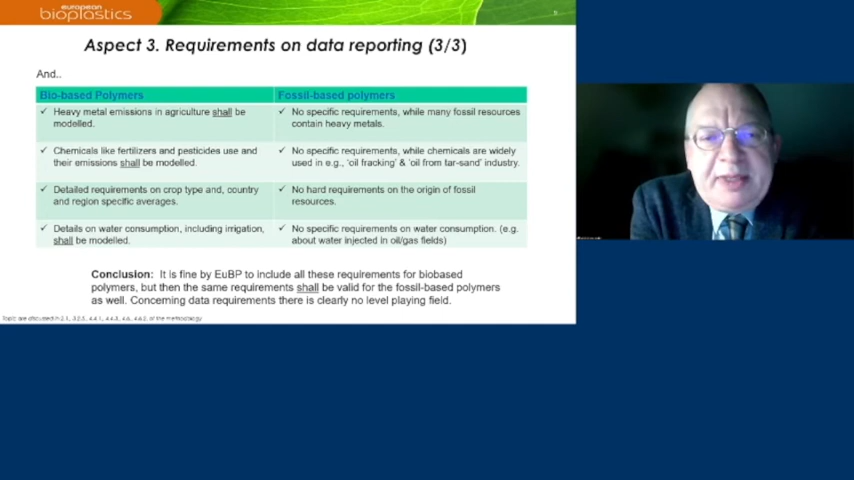 european
bioplastics
Aspect 3. Requirements on data reporting (3/3)
And..
Bio-based Polymers
Fossil-based polymers
✓ Heavy metal emissions in agriculture shall be
modelled.
✓ No specific requirements, while many fossil resources
contain heavy metals.
✓ Chemicals like fertilizers and pesticides use and
their emissions shall be modelled.
✓ No specific requirements, while chemicals are widely
used in e.g., 'oil fracking' & 'oil from tar-sand' industry.
✓ Detailed requirements on crop type and, country
and region specific averages.
✓ No hard requirements on the origin of fossil
resources.
✓ Details on water consumption, including irrigation,
shall be modelled.
✓ No specific requirements on water consumption. (e.g.
about water injected in oil/gas fields)
Conclusion: It is fine by EuBP to include all these requirements for biobased
polymers, but then the same requirements shall be valid for the fossil-based polymers
as well. Concerning data requirements there is clearly no level playing field.
of the methodology